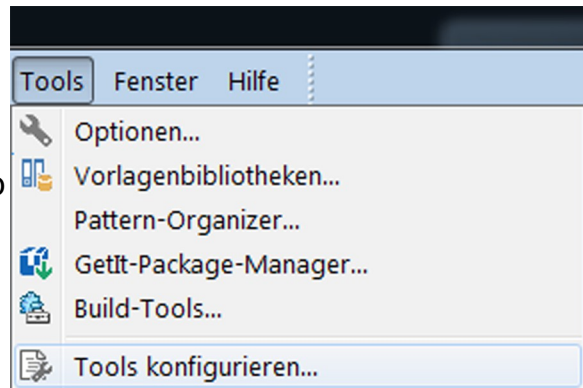 Tools Fenster Hilfe
Optionen...
Vorlagenbibliotheken...
Pattern-Organizer...
GetIt-Package-Manager...
Build-Tools...
Tools konfigurieren...